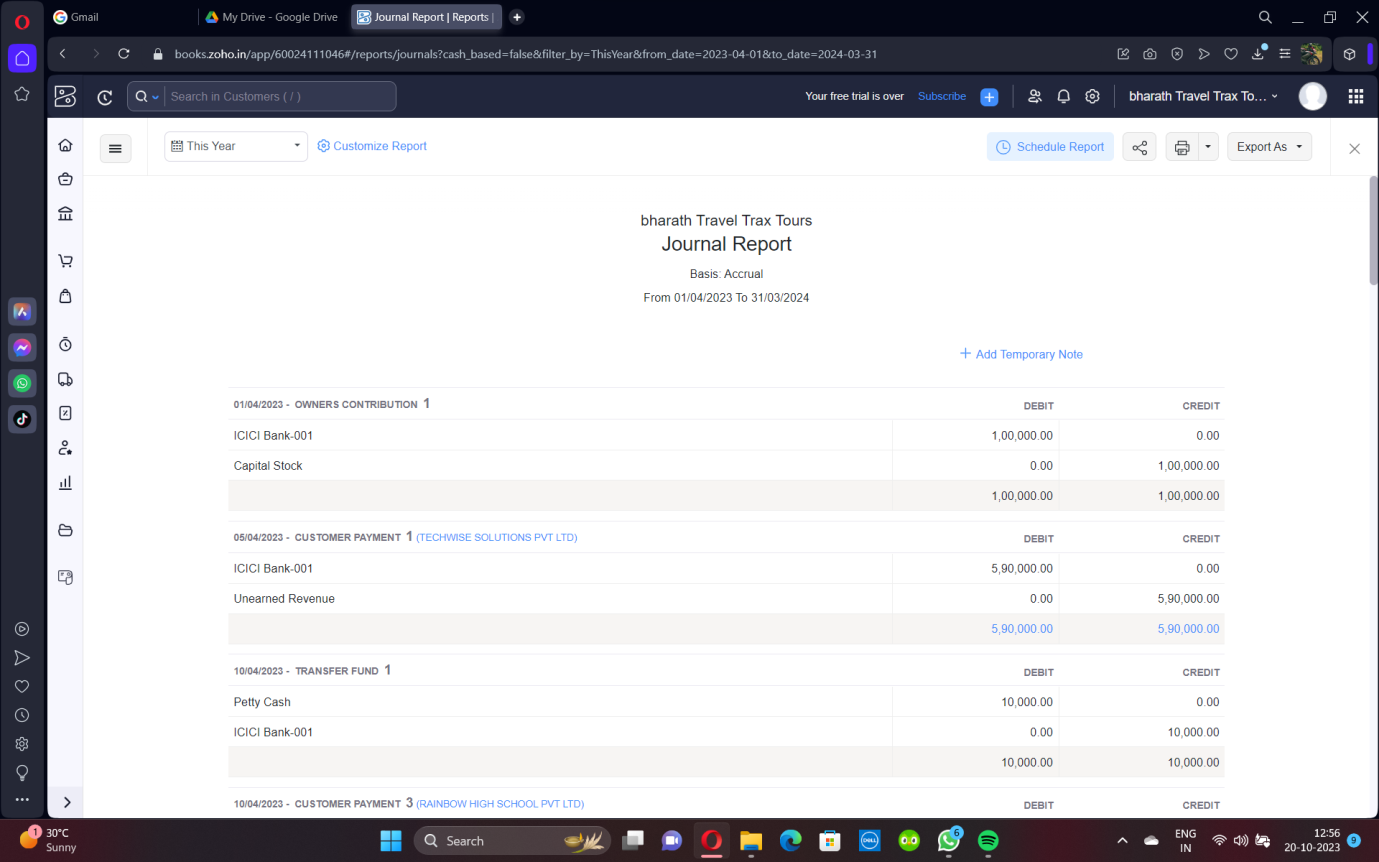 Gmail
My Drive - Google Drive
Journal Report | Reports |
books.zoho.in/app/60024111046#/reports/journals?cash_based=false&filter_by=ThisYear&from_date=2023-04-01&to_date=2024-03-31
Search in Customers ( / )
Your free trial is over
Subscribe
bharath Travel Trax To...
This Year
Customize Report
Schedule Report
Export As
bharath Travel Trax Tours
Journal Report
Basis: Accrual
From 01/04/2023 To 31/03/2024
Add Temporary Note
01/04/2023 - OWNERS CONTRIBUTION 1 DEBIT CREDIT
ICICI Bank-001 1,00,000.00 0.00
Capital Stock 0.00 1,00,000.00
1,00,000.00 1,00,000.00
05/04/2023 - CUSTOMER PAYMENT 1 (TECHWISE SOLUTIONS PVT LTD) DEBIT CREDIT
ICICI Bank-001 5,90,000.00 0.00
Unearned Revenue 0.00 5,90,000.00
5,90,000.00 5,90,000.00
10/04/2023 - TRANSFER FUND 1 DEBIT CREDIT
Petty Cash 10,000.00 0.00
ICICI Bank-001 0.00 10,000.00
10,000.00 10,000.00
10/04/2023 - CUSTOMER PAYMENT 3 (RAINBOW HIGH SCHOOL PVT LTD) DEBIT CREDIT
1
30°C
Sunny
Search
DELL
6
ENG
IN
12:56
20-10-2023
9